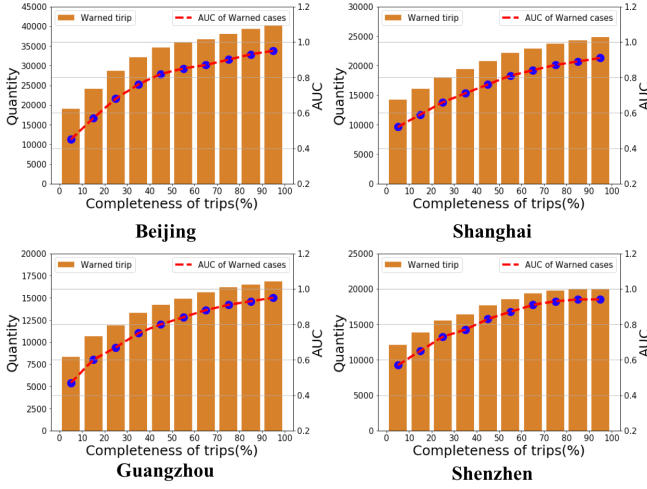 45000
40000
35000
30000
25000
20000
15000
10000
5000
0
Quantity
Warned tirip
AUC of Warned cases
1.2
1.0
0.8
0.6
0.4
0.2
AUC
0 10 20 30 40 50 60 70 80 90 100
Completeness of trips(%)
Beijing
30000
25000
20000
15000
10000
5000
0
Quantity
Warned tirip
AUC of Warned cases
1.2
1.0
0.8
0.6
0.4
0.2
AUC
0 10 20 30 40 50 60 70 80 90 100
Completeness of trips(%)
Shanghai
20000
17500
15000
12500
10000
7500
5000
2500
0
Quantity
Warned tirip
AUC of Warned cases
1.2
1.0
0.8
0.6
0.4
0.2
AUC
0 10 20 30 40 50 60 70 80 90 100
Completeness of trips(%)
Guangzhou
25000
20000
15000
10000
5000
0
Quantity
Warned tirip
AUC of Warned cases
1.2
1.0
0.8
0.6
0.4
0.2
AUC
0 10 20 30 40 50 60 70 80 90 100
Completeness of trips(%)
Shenzhen